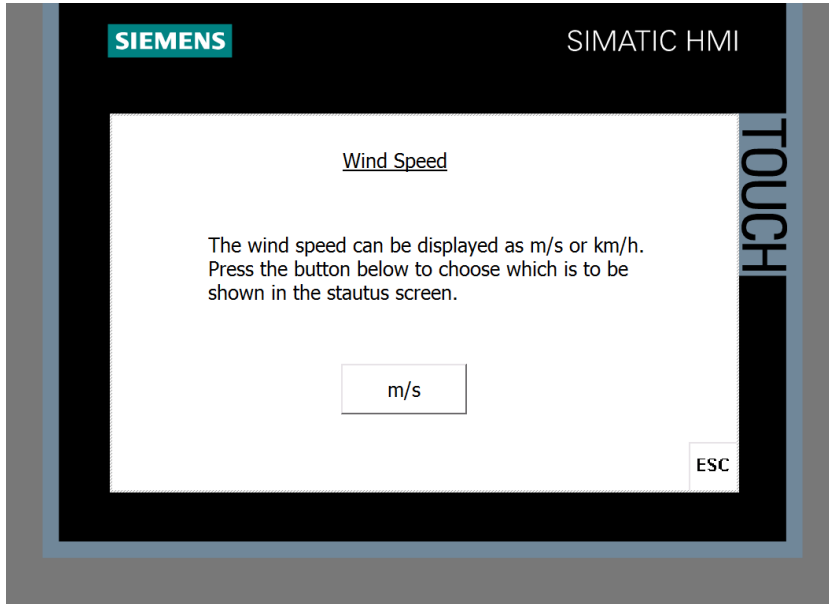 SIEMENS
SIMATIC HMI
TOUCH
Wind Speed
The wind speed can be displayed as m/s or km/h.
Press the button below to choose which is to be
shown in the stautus screen.
m/s
ESC